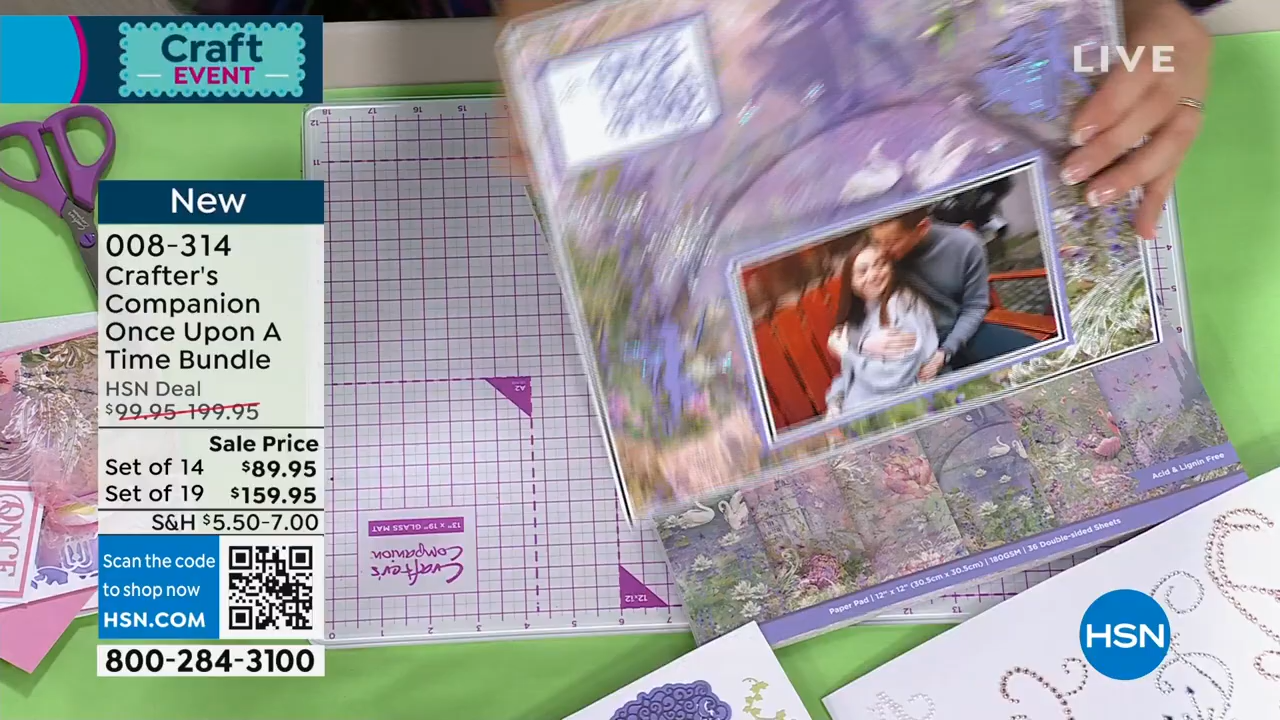 Craft
EVENT
LIVE
New
008-314
Crafter's
Companion
Once Upon A
Time Bundle
HSN Deal
$99.95-199.95
Sale Price
Set of 14 $89.95
Set of 19 $159.95
S&H $5.50-7.00
Scan the code
to shop now
HSN.COM
800-284-3100
ONCE
A2
13" x 19" GLASS MAT
Crafter's
Companion
12x12
Acid & Lignin Free
Paper Pad | 12" x 12" (30.5cm x 30.5cm) | 180GSM | 36 Double-sided Sheets
HSN